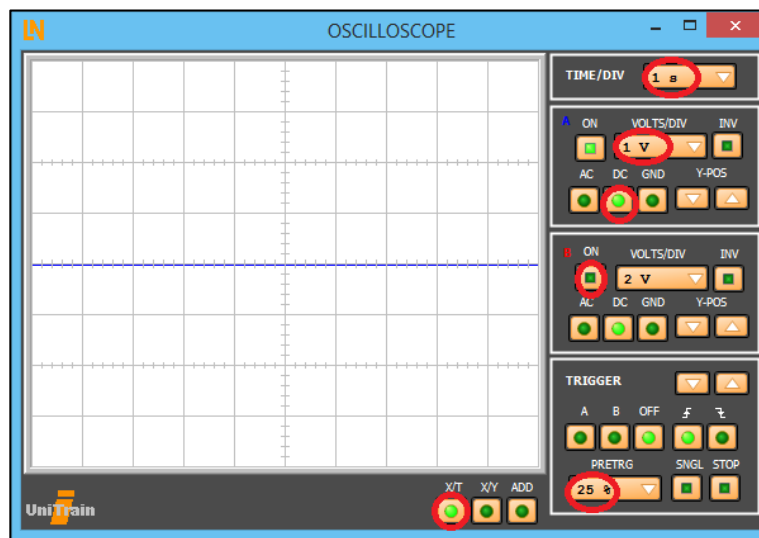 LN
OSCILLOSCOPE
TIME/DIV 1 s
A ON VOLTS/DIV INV
1 V
AC DC GND Y-POS
B ON VOLTS/DIV INV
2 V
AC DC GND Y-POS
TRIGGER
A B OFF
PRETRG SNGL STOP
25 %
X/T X/Y ADD
UniTrain